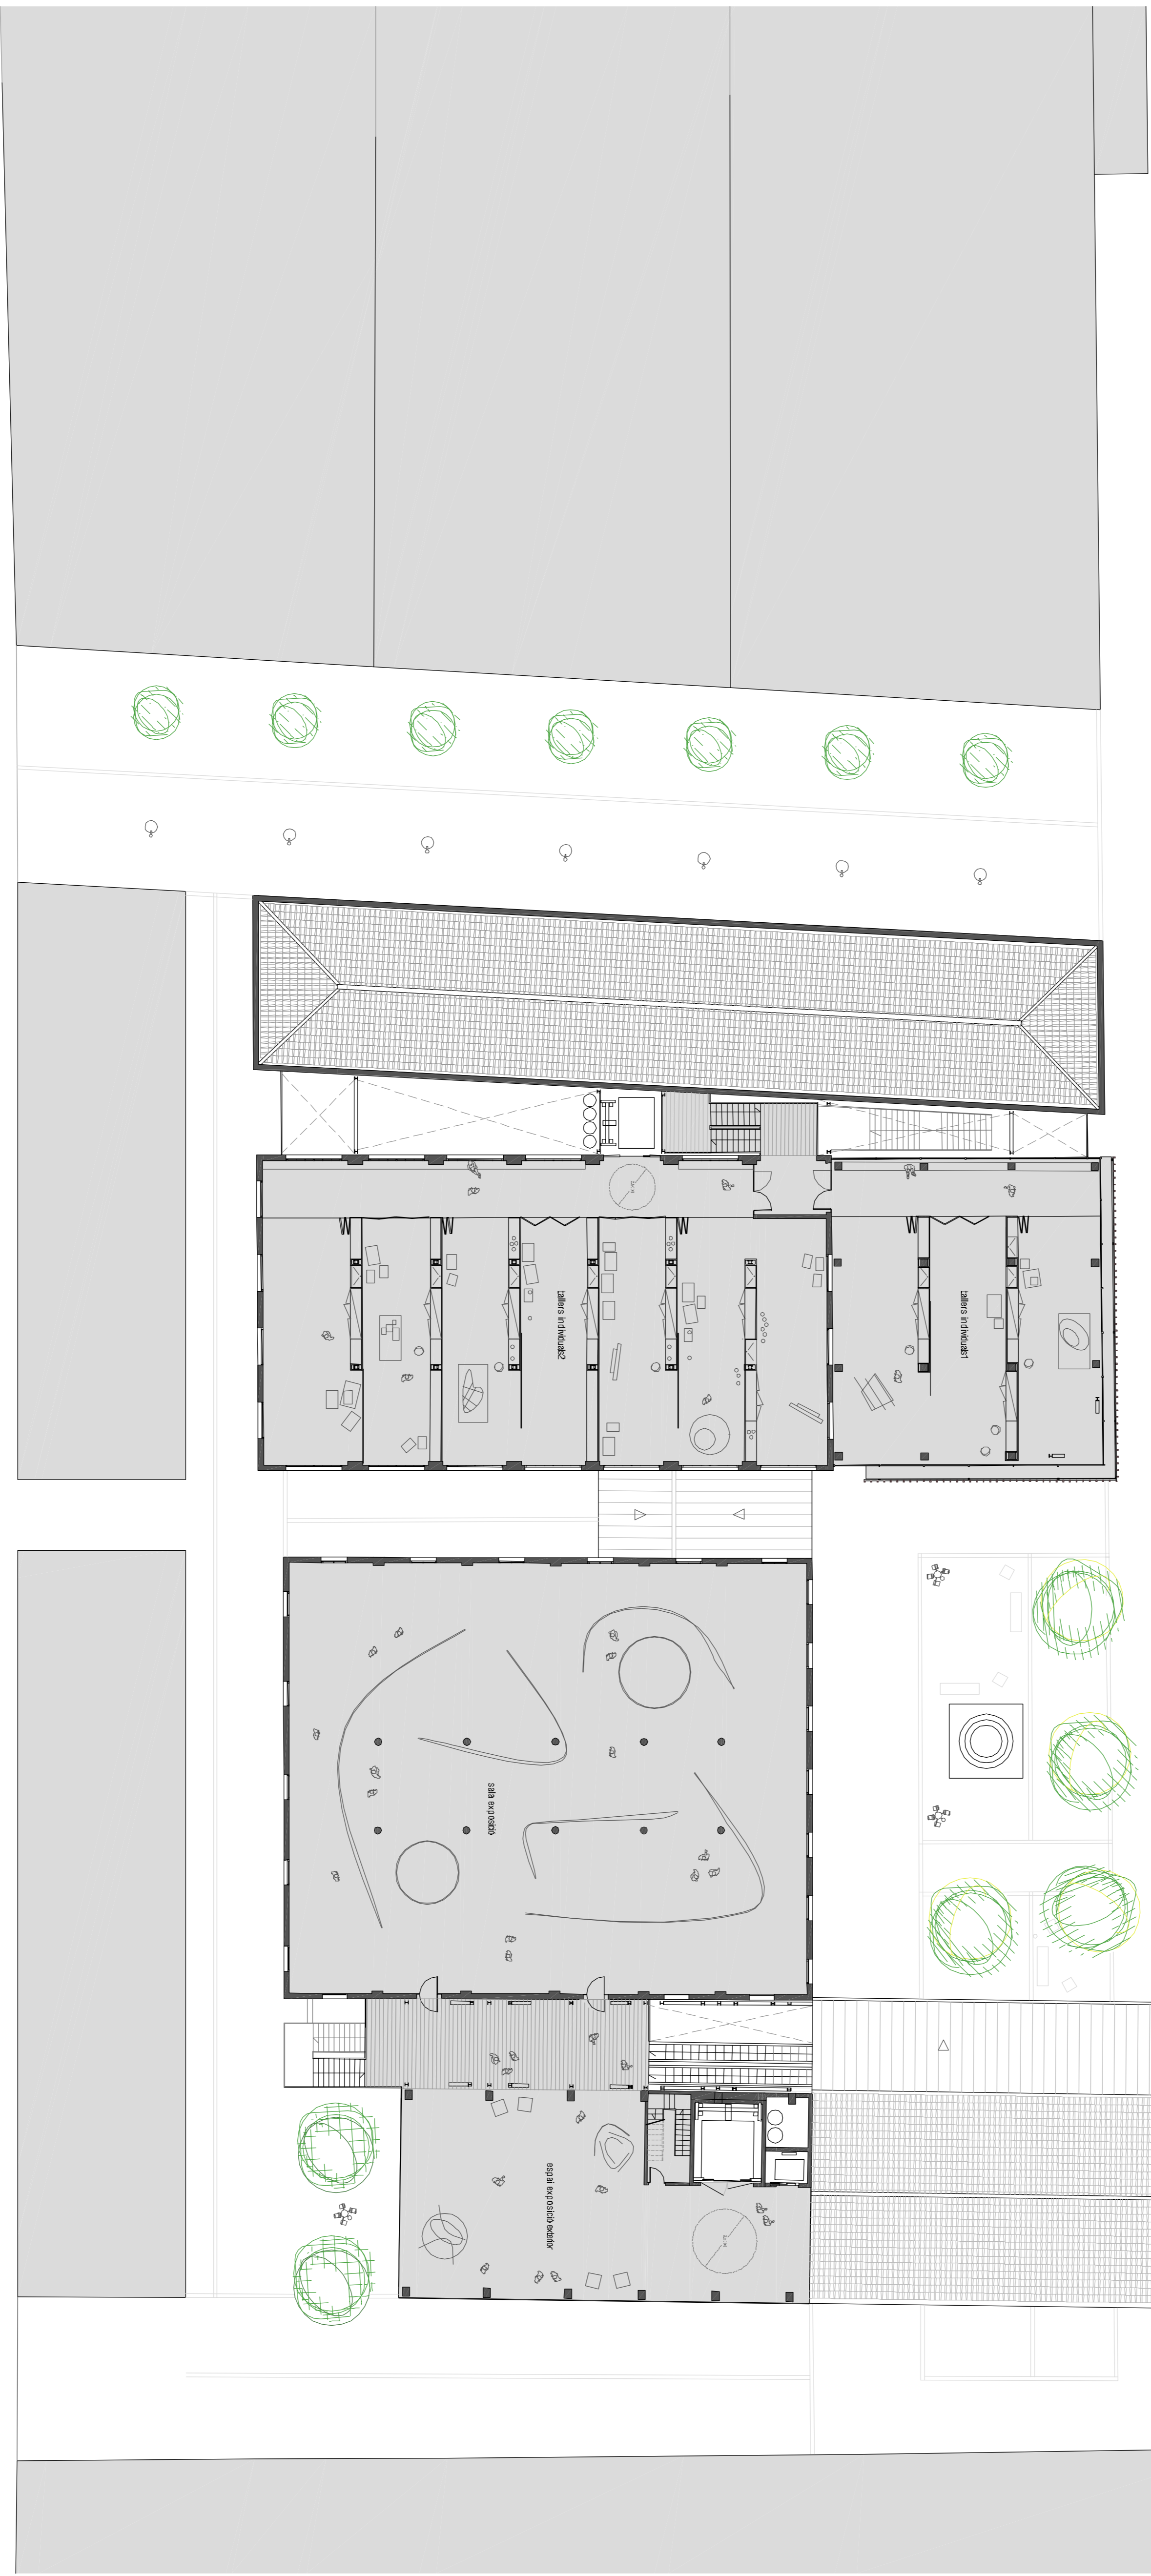 tallers individuals2
tallers individuals1
sala exposició
espai exposició exterior